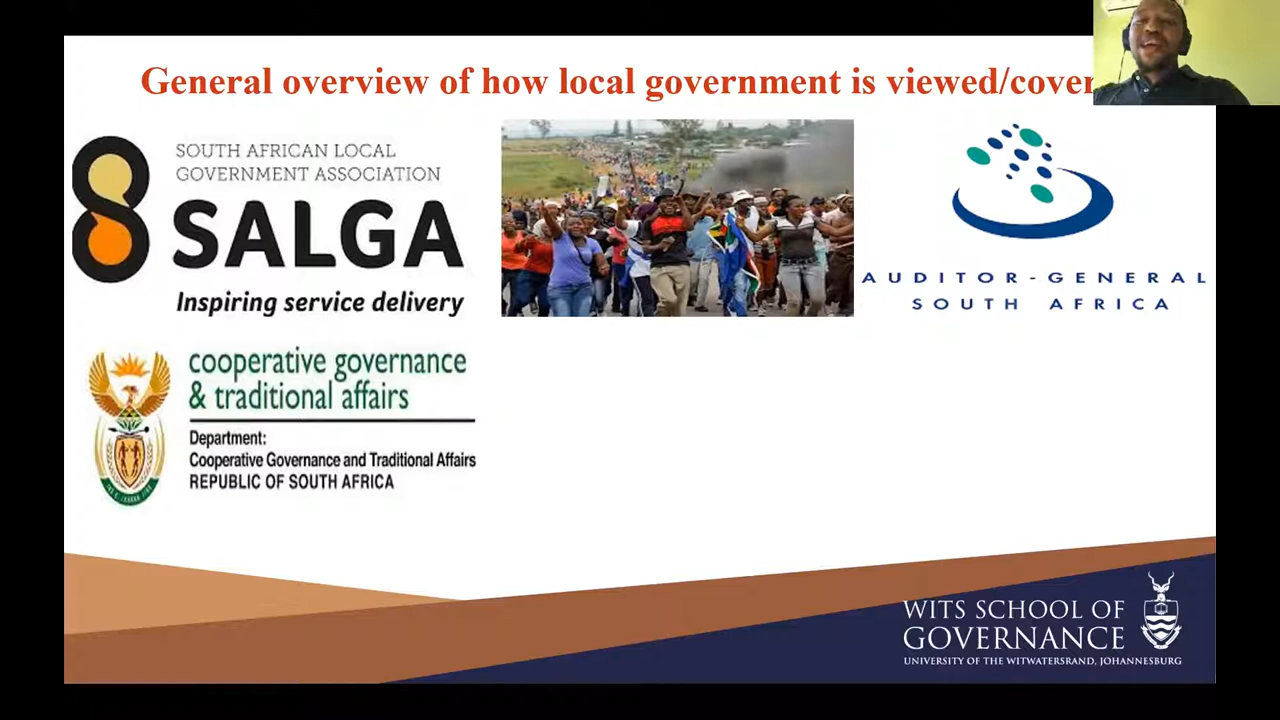 General overview of how local government is viewed/cover
SOUTH AFRICAN LOCAL
GOVERNMENT ASSOCIATION
SALGA
Inspiring service delivery
AUDITOR-GENERAL
SOUTH AFRICA
cooperative governance
& traditional affairs
Department:
Cooperative Governance and Traditional Affairs
REPUBLIC OF SOUTH AFRICA
WITS SCHOOL OF
GOVERNANCE
UNIVERSITY OF THE WITWATERSRAND, JOHANNESBURG